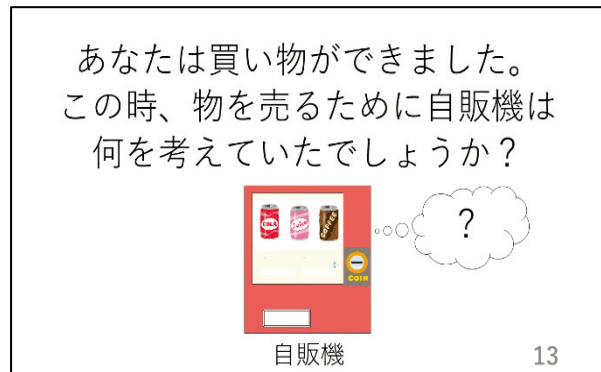 あなたは買い物ができました。
この時、物を売るために自販機は
何を考えていたでしょうか？
COLA
Juice
COFFEE
？
COIN
自販機
13